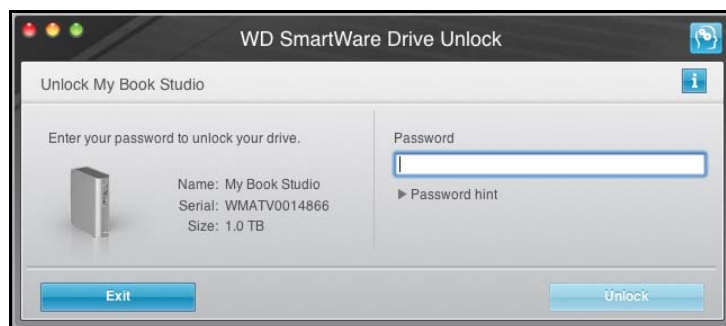 WD SmartWare Drive Unlock
Unlock My Book Studio
i
Enter your password to unlock your drive.
Name: My Book Studio
Serial: WMATV0014866
Size: 1.0 TB
Password
Password hint
Exit
Unlock